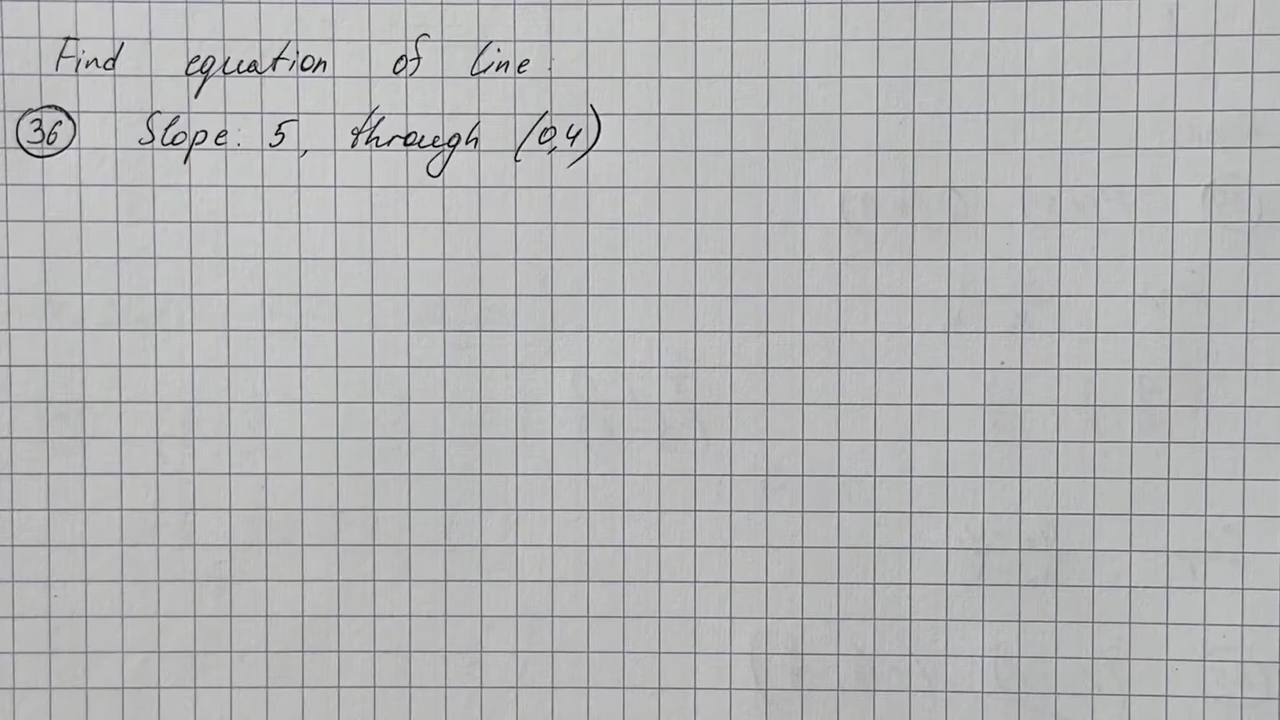 Find equation of line:
36 Slope: 5, through (0,4)